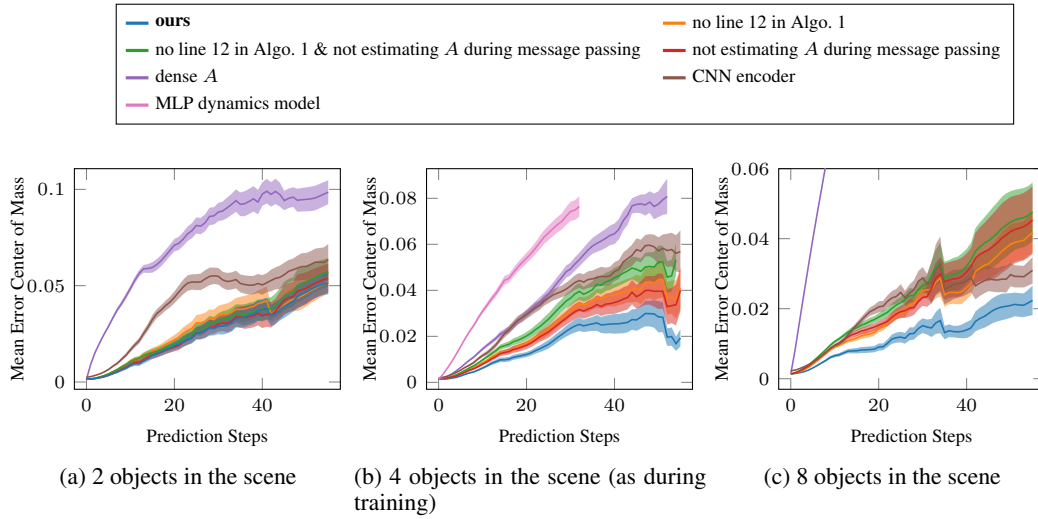 ours
no line 12 in Algo. 1
no line 12 in Algo. 1 & not estimating A during message passing
not estimating A during message passing
dense A
CNN encoder
MLP dynamics model
Mean Error Center of Mass
0.1
0.05
0
0
20
40
Prediction Steps
(a) 2 objects in the scene
Mean Error Center of Mass
0.08
0.06
0.04
0.02
0
0
20
40
Prediction Steps
(b) 4 objects in the scene (as during
training)
Mean Error Center of Mass
0.06
0.04
0.02
0
0
20
40
Prediction Steps
(c) 8 objects in the scene